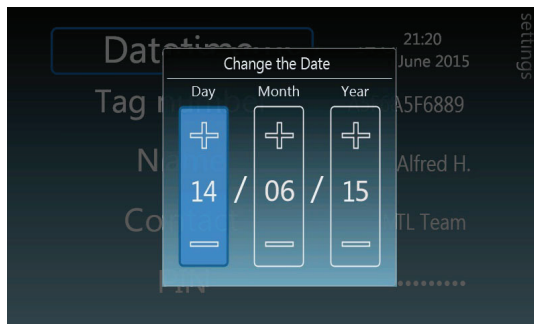 settings
Datetime
21:20
June 2015
Change the Date
Day Month Year
14 / 06 / 15
Tag
A5F6889
Alfred H.
TL Team
PIN
••••••••••